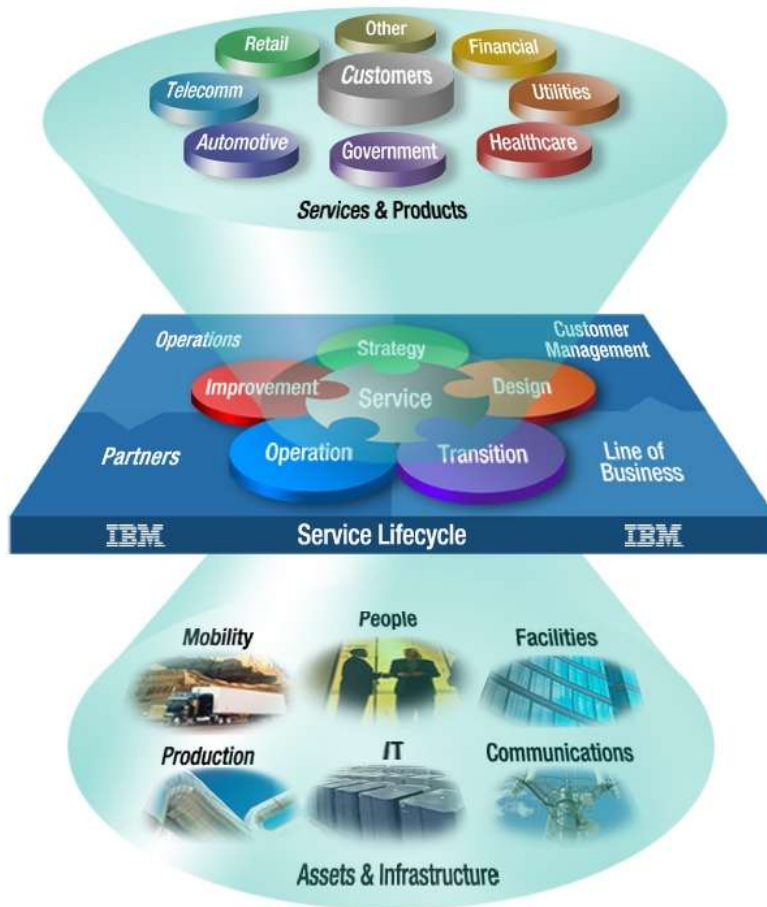 Other
Retail
Financial
Customers
Telecomm
Utilities
Automotive
Government
Healthcare
Services & Products
Operations
Customer
Management
Strategy
Improvement
Service
Design
Partners
Operation
Transition
Line of
Business
IBM
Service Lifecycle
IBM
People
Mobility
Facilities
Production
IT
Communications
Assets & Infrastructure